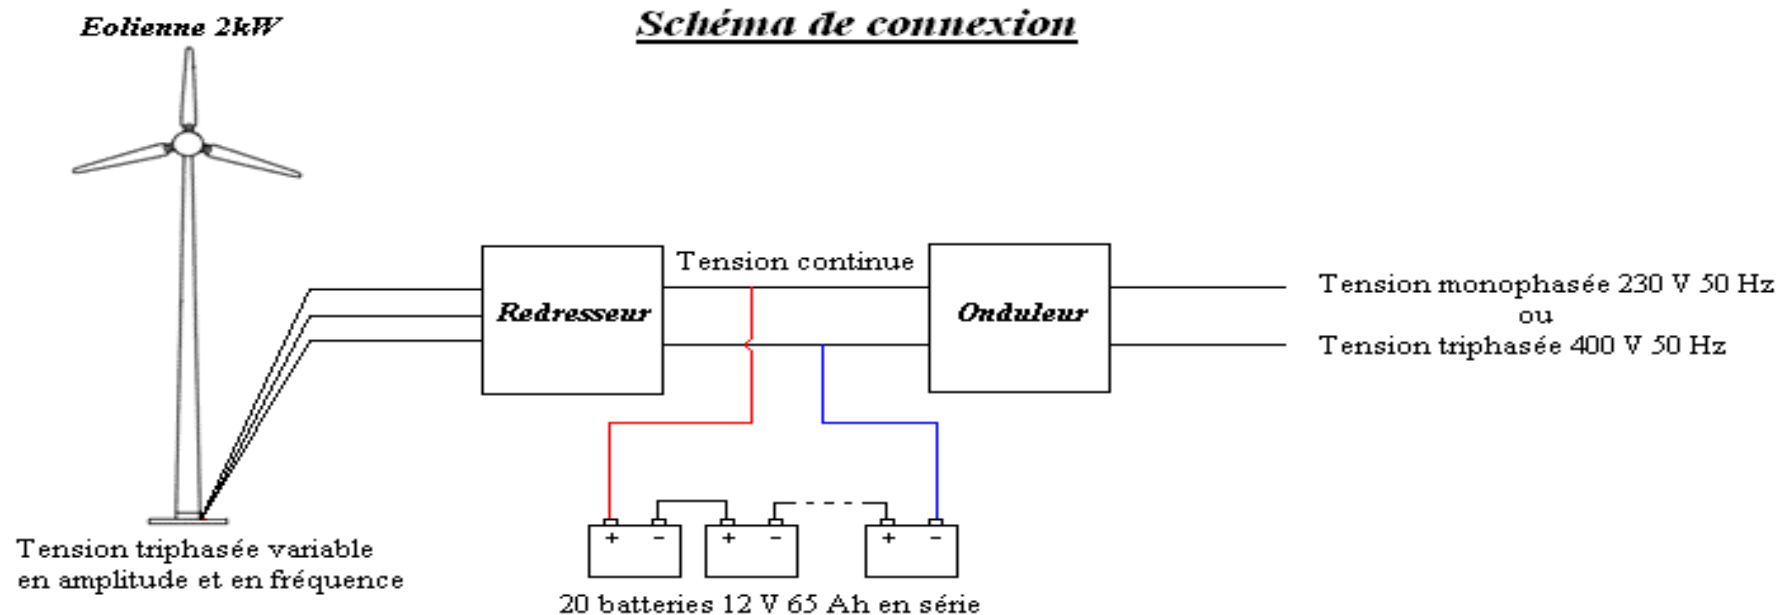 Schéma de connexion
Eolienne 2kW
Tension continue
Redresseur
Onduleur
Tension monophasée 230 V 50 Hz
ou
Tension triphasée 400 V 50 Hz
+ − + − + −
Tension triphasée variable
en amplitude et en fréquence
20 batteries 12 V 65 Ah en série